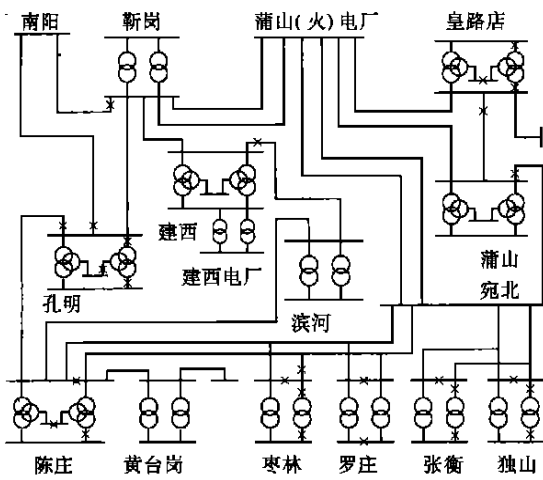 南阳 靳岗 蒲山(火)电厂 皇路店
建西
建西电厂
孔明
滨河
蒲山
宛北
陈庄 黄台岗 枣林 罗庄 张衡 独山